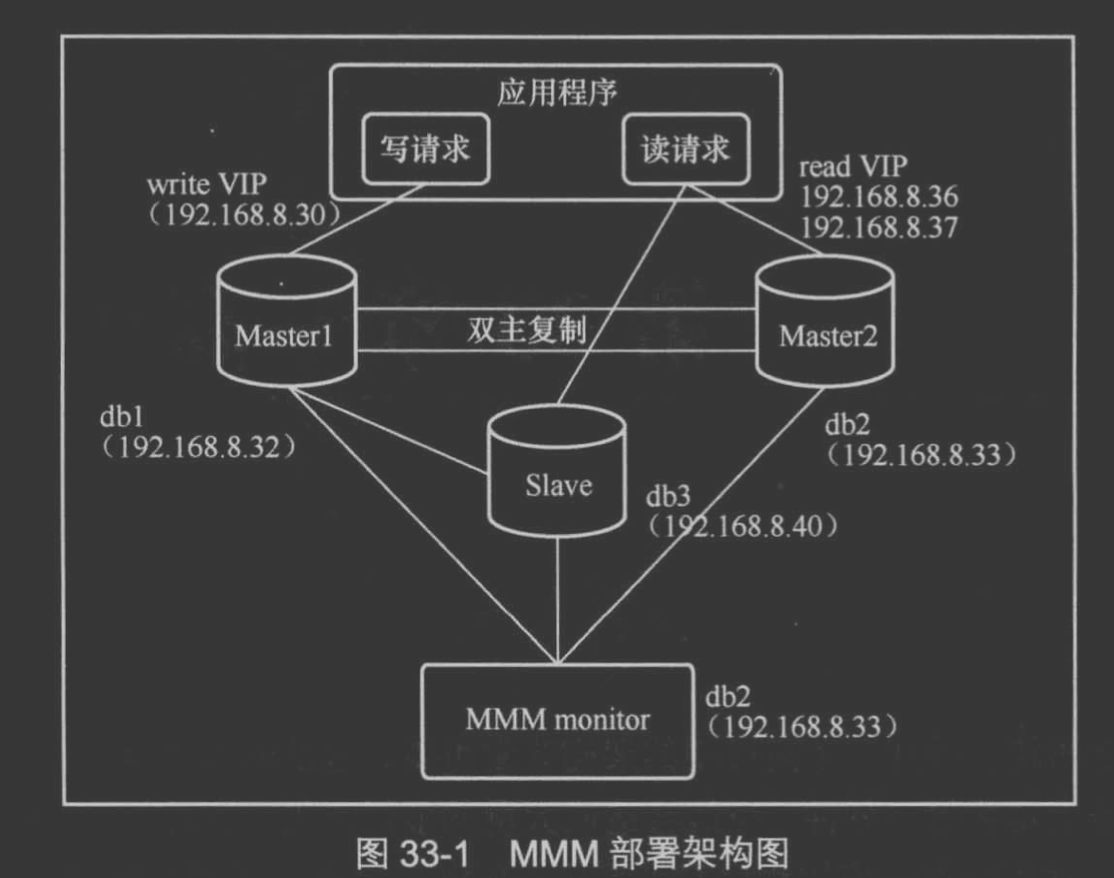 应用程序
写请求
读请求
write VIP
（192.168.8.30）
read VIP
192.168.8.36
192.168.8.37
Master1
双主复制
Master2
db1
（192.168.8.32）
db2
（192.168.8.33）
Slave
db3
（192.168.8.40）
MMM monitor
db2
（192.168.8.33）
图 33-1 MMM 部署架构图